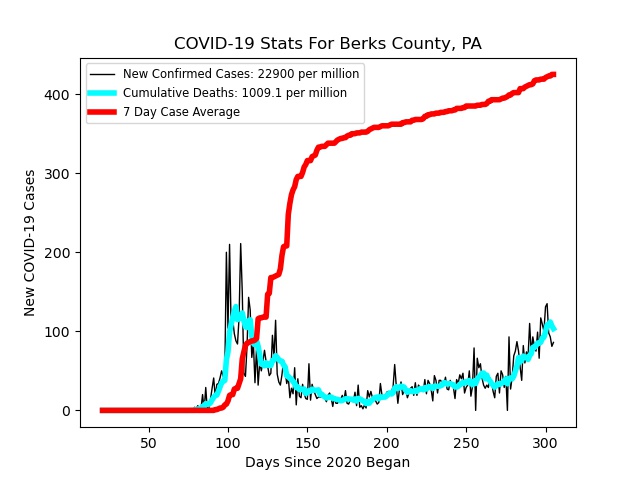 COVID-19 Stats For Berks County, PA
New Confirmed Cases: 22900 per million
Cumulative Deaths: 1009.1 per million
7 Day Case Average
New COVID-19 Cases
400
300
200
100
0
50
100
150
200
250
300
Days Since 2020 Began